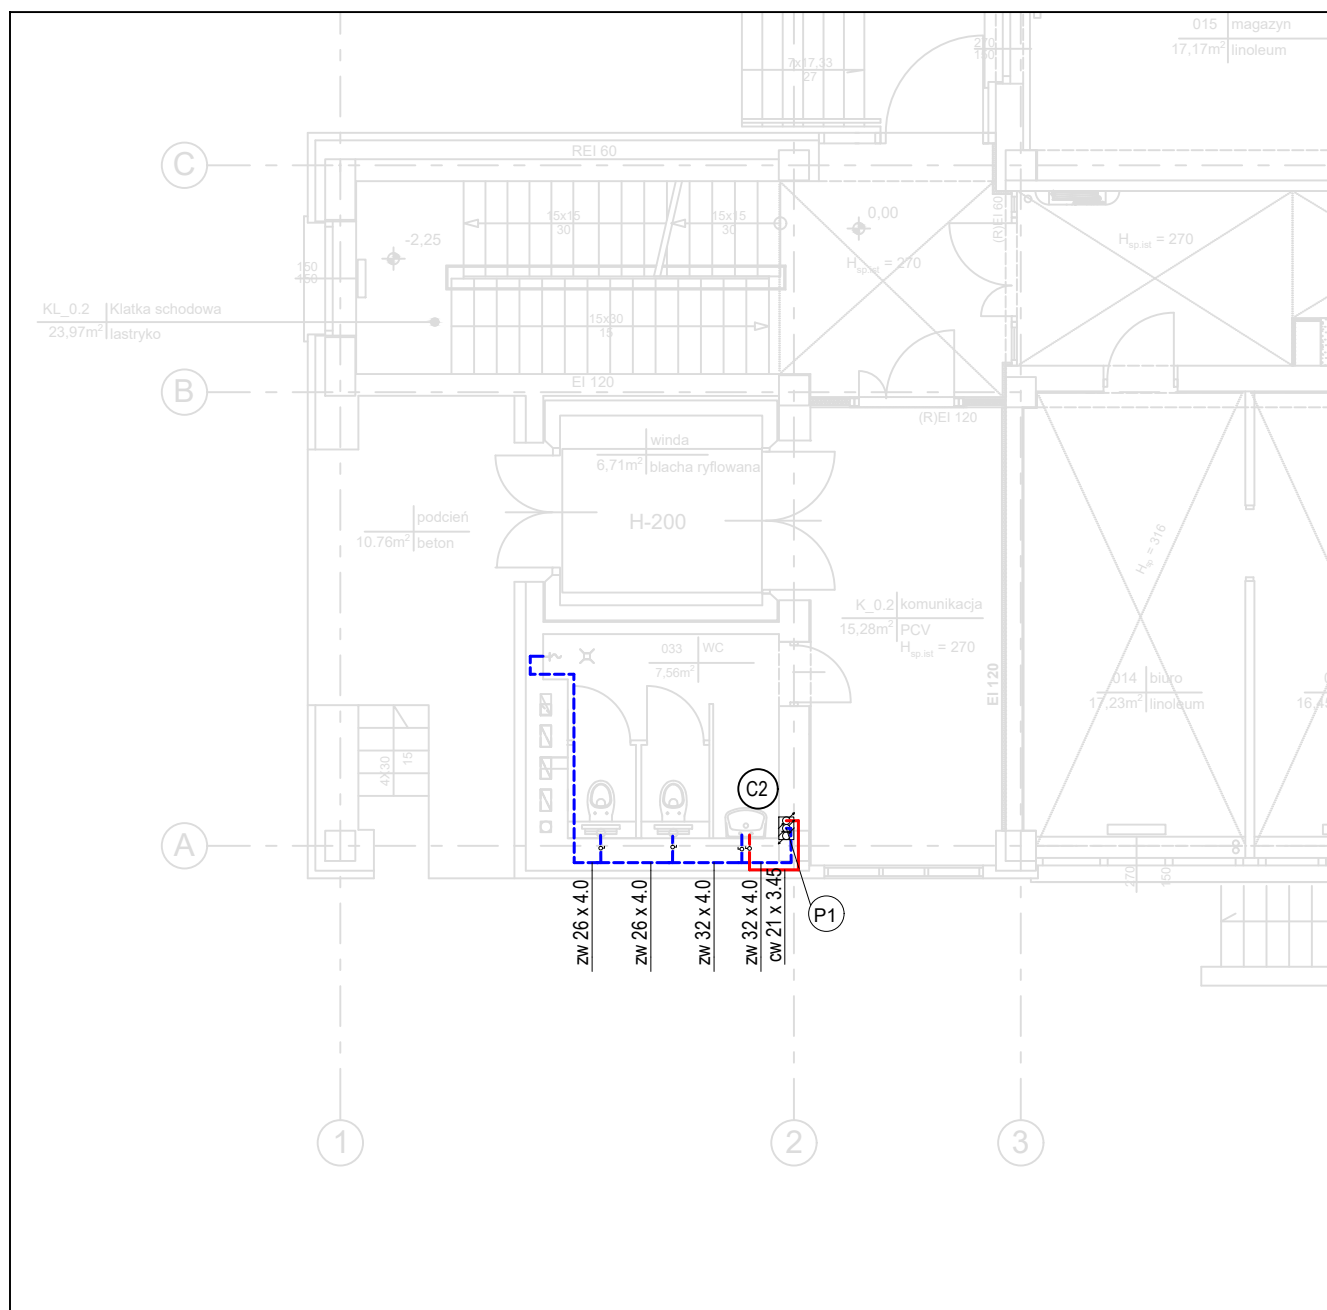 015 magazyn
17,17m² linoleum
270
150
7x17,33
27
C
REI 60
15x15
30
15x15
30
0,00
-2,25
(R)EI 60
Hsp.ist = 270
Hsp.ist = 270
150
150
KL_0.2 Klatka schodowa
23,97m² lastryko
15x30
15
B
EI 120
(R)EI 120
winda
6,71m² blacha ryflowana
H-200
podcień
10.76m² beton
Hsp = 316
K_0.2 komunikacja
15,28m² PCV
Hsp.ist = 270
033 WC
7,56m²
EI 120
014 biuro
17,23m² linoleum
16,45
4X30
15
C2
A
270
150
zw 26 x 4.0
zw 26 x 4.0
zw 32 x 4.0
zw 32 x 4.0
cw 21 x 3.45
P1
1
2
3